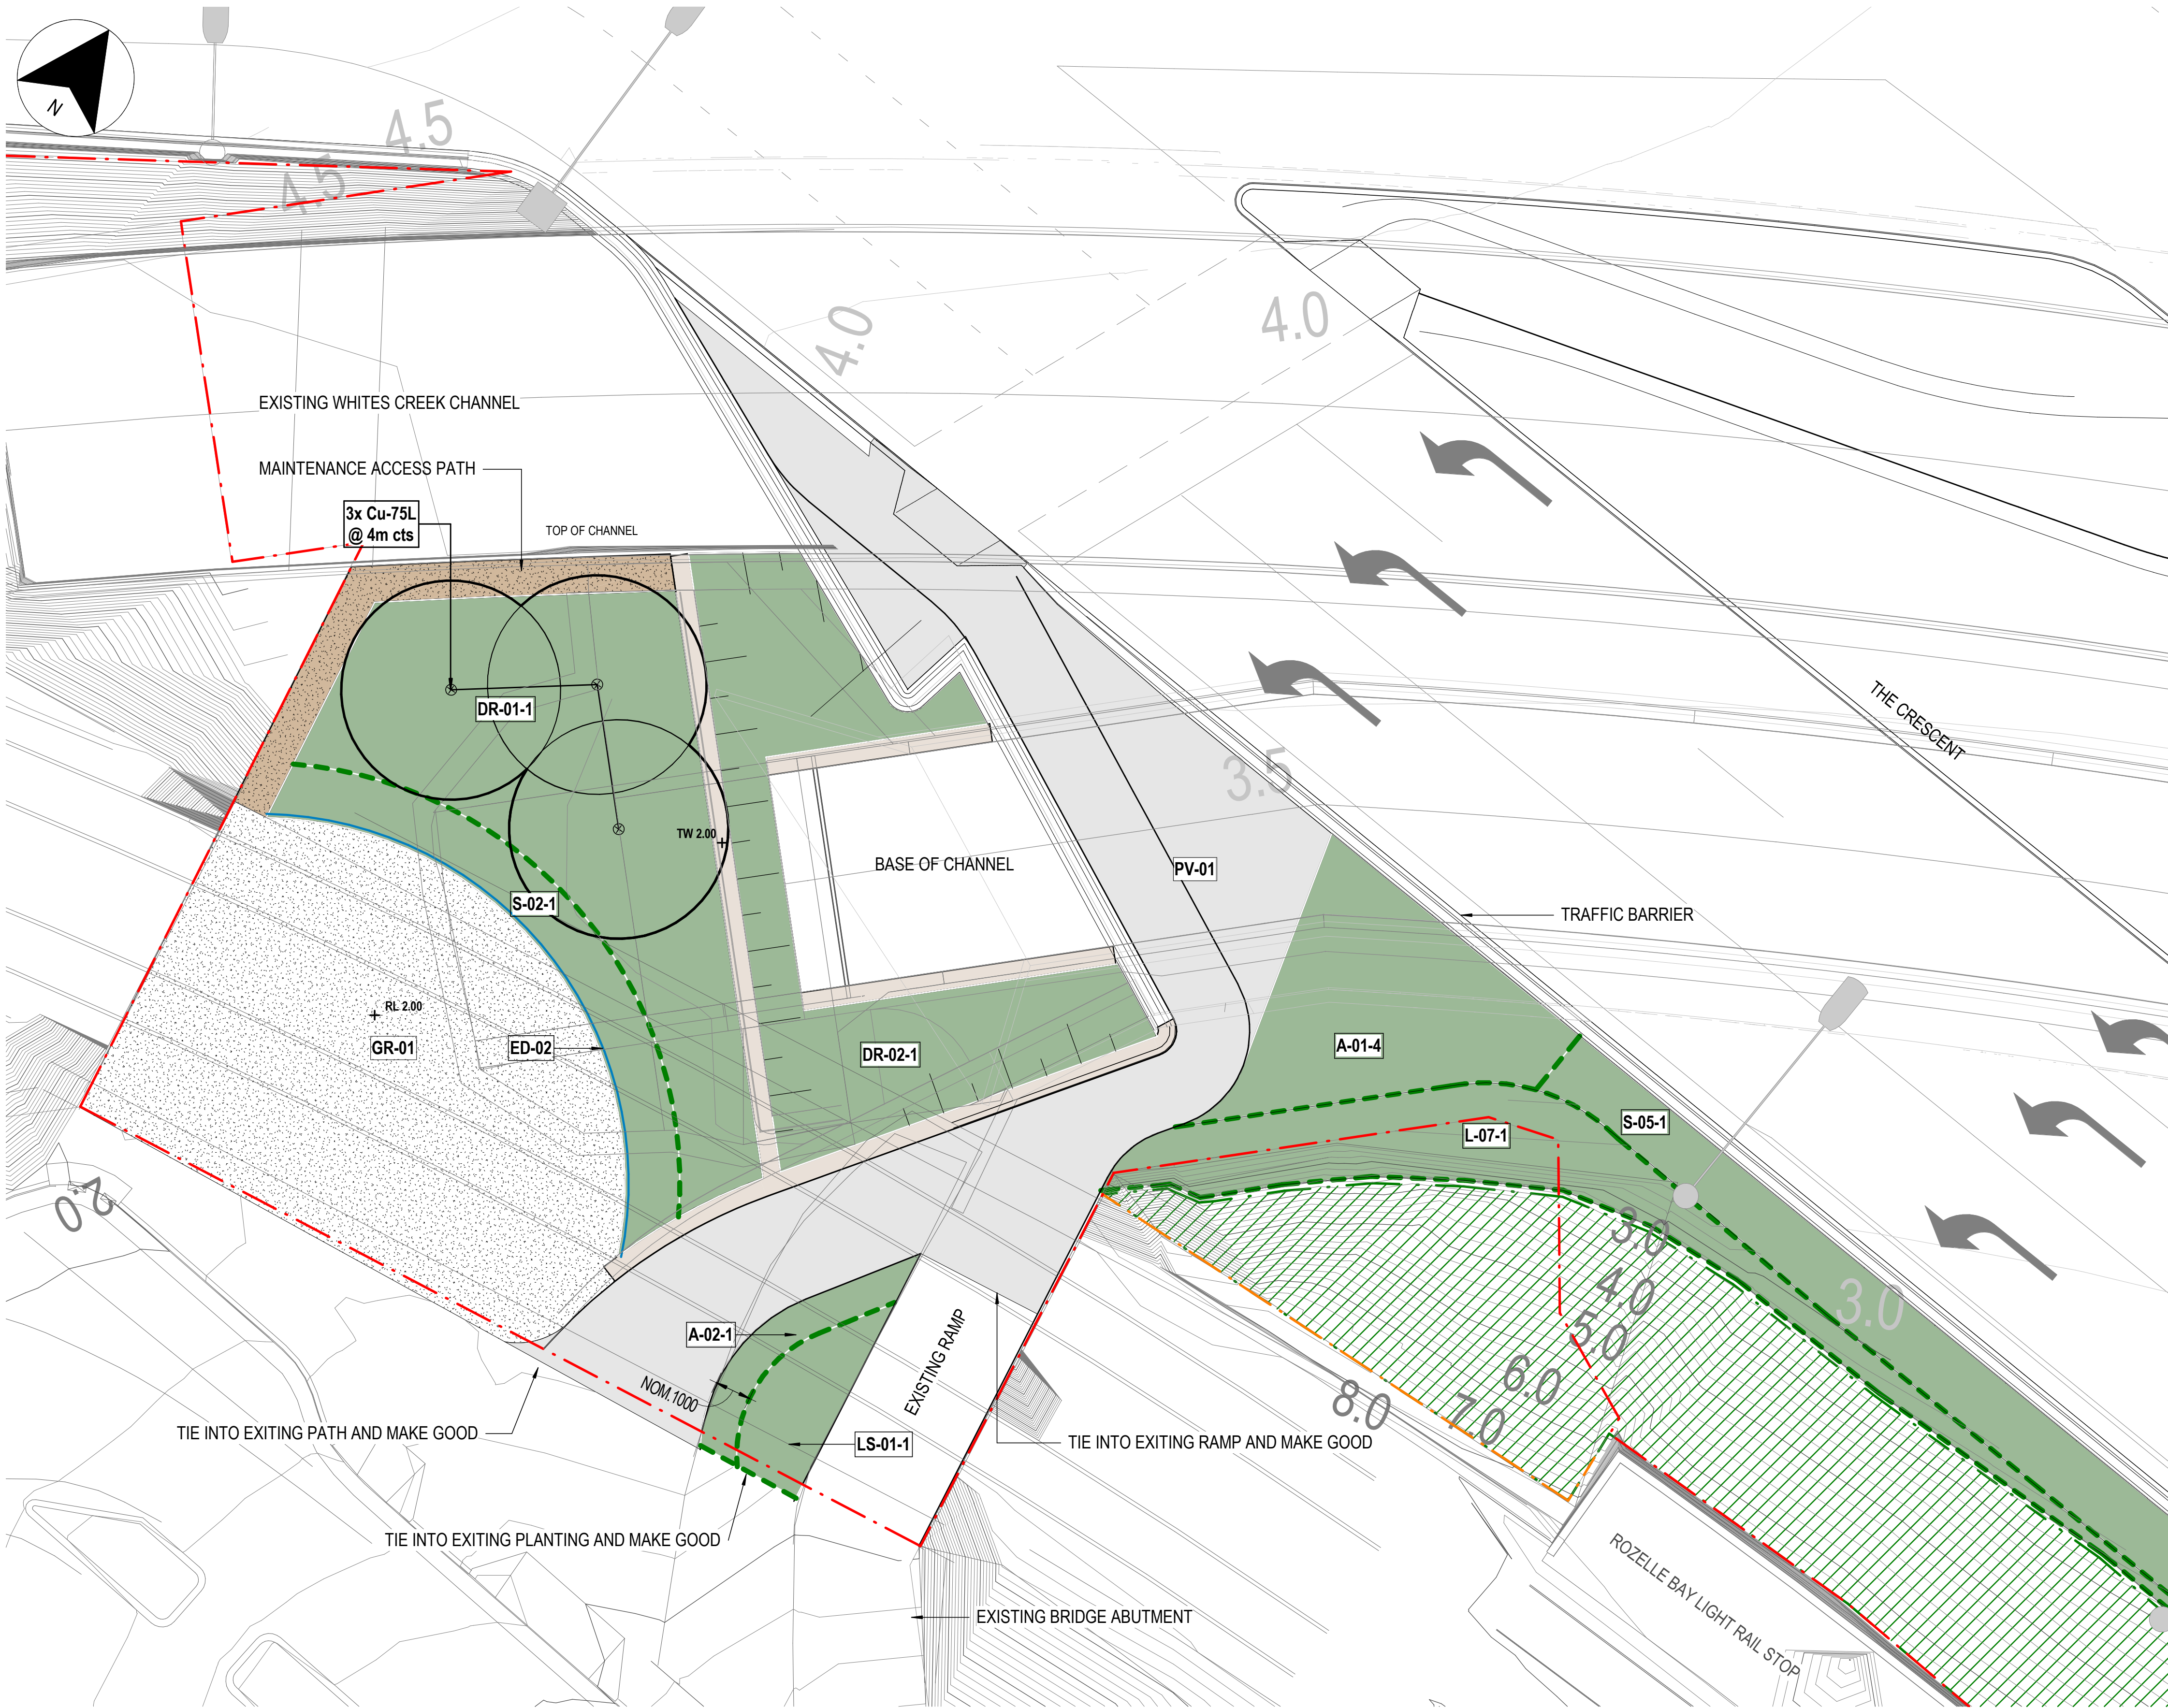 N
4.5
4.5
4.0
4.0
EXISTING WHITES CREEK CHANNEL
MAINTENANCE ACCESS PATH
3x Cu-75L
@ 4m cts
TOP OF CHANNEL
DR-01-1
THE CRESCENT
3.5
TW 2.00
BASE OF CHANNEL
PV-01
S-02-1
TRAFFIC BARRIER
RL 2.00
GR-01
ED-02
DR-02-1
A-01-4
S-05-1
L-07-1
2.0
3.0
4.0
5.0
6.0
7.0
8.0
3.0
A-02-1
EXISTING RAMP
NOM.1000
TIE INTO EXITING PATH AND MAKE GOOD
LS-01-1
TIE INTO EXITING RAMP AND MAKE GOOD
TIE INTO EXITING PLANTING AND MAKE GOOD
EXISTING BRIDGE ABUTMENT
ROZELLE BAY LIGHT RAIL STOP